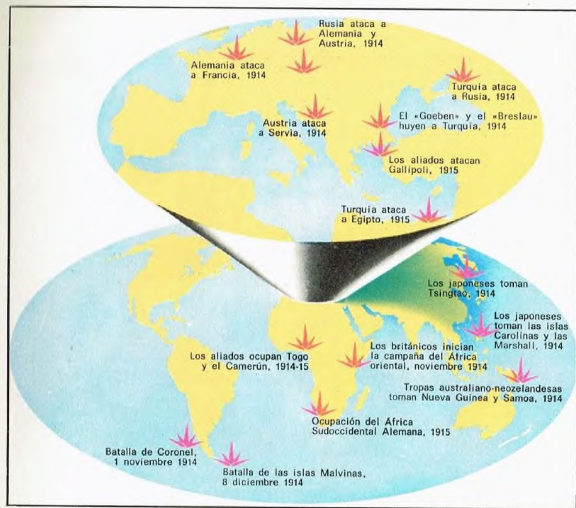 Rusia ataca a
Alemania y
Austria, 1914
Alemania ataca
a Francia, 1914
Turquía ataca
a Rusia, 1914
Austria ataca
a Servia, 1914
El «Goeben» y el «Breslau»
huyen a Turquía, 1914
Los aliados atacan
Gallípoli, 1915
Turquía ataca
a Egipto, 1915
Los japoneses toman
Tsingtao, 1914
Los japoneses
toman las islas
Carolinas y las
Marshall, 1914
Los aliados ocupan Togo
y el Camerún, 1914-15
Los británicos inician
la campaña del África
oriental, noviembre 1914
Tropas australiano-neozelandesas
toman Nueva Guinea y Samoa, 1914
Ocupación del África
Sudoccidental Alemana, 1915
Batalla de Coronel,
1 noviembre 1914
Batalla de las islas Malvinas,
8 diciembre 1914